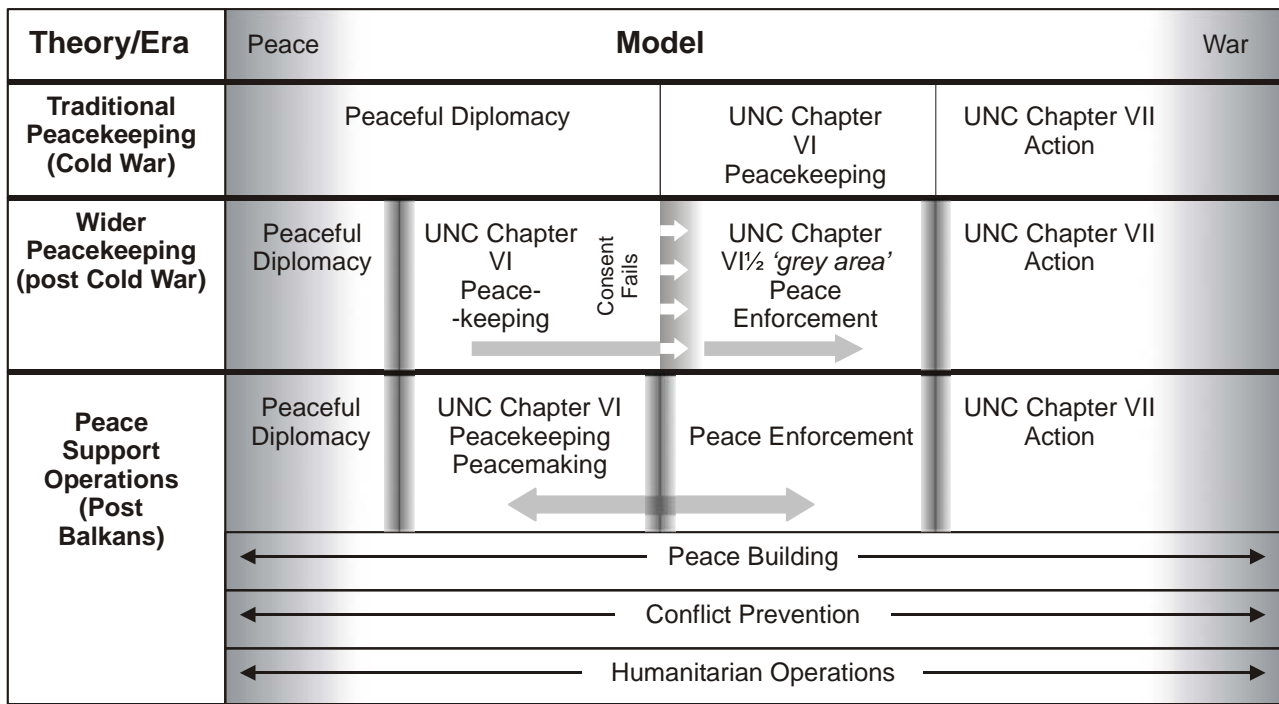 Theory/Era
Peace
Model
War
Traditional
Peacekeeping
(Cold War)
Peaceful Diplomacy
UNC Chapter
VI
Peacekeeping
UNC Chapter VII
Action
Wider
Peacekeeping
(post Cold War)
Peaceful
Diplomacy
UNC Chapter
VI
Peace-
-keeping
Consent
Fails
UNC Chapter
VI½ ‘grey area’
Peace
Enforcement
UNC Chapter VII
Action
Peace
Support
Operations
(Post
Balkans)
Peaceful
Diplomacy
UNC Chapter VI
Peacekeeping
Peacemaking
Peace Enforcement
UNC Chapter VII
Action
Peace Building
Conflict Prevention
Humanitarian Operations